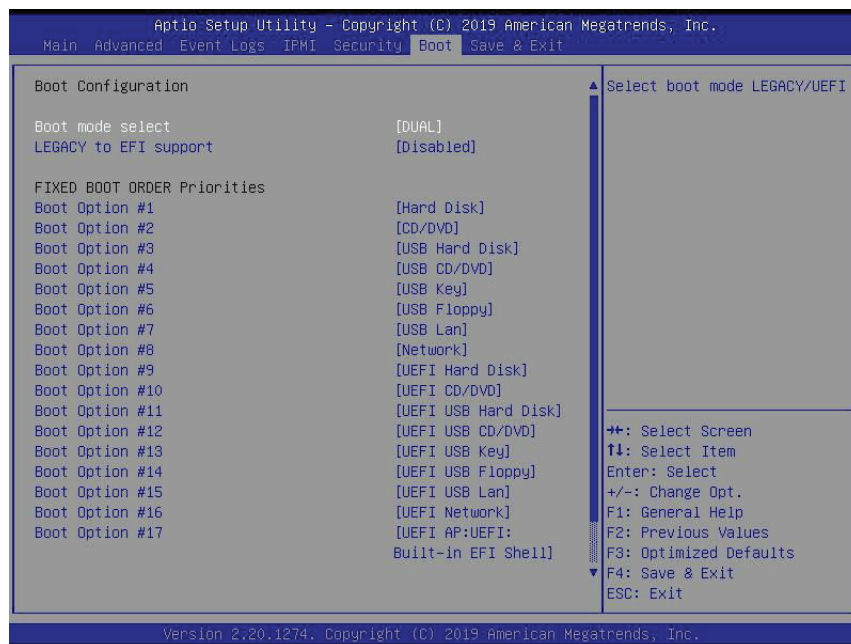 Aptio Setup Utility – Copyright (C) 2019 American Megatrends, Inc.
Main Advanced Event Logs IPMI Security Boot Save & Exit
Boot Configuration
Boot mode select [DUAL]
LEGACY to EFI support [Disabled]
FIXED BOOT ORDER Priorities
Boot Option #1 [Hard Disk]
Boot Option #2 [CD/DVD]
Boot Option #3 [USB Hard Disk]
Boot Option #4 [USB CD/DVD]
Boot Option #5 [USB Key]
Boot Option #6 [USB Floppy]
Boot Option #7 [USB Lan]
Boot Option #8 [Network]
Boot Option #9 [UEFI Hard Disk]
Boot Option #10 [UEFI CD/DVD]
Boot Option #11 [UEFI USB Hard Disk]
Boot Option #12 [UEFI USB CD/DVD]
Boot Option #13 [UEFI USB Key]
Boot Option #14 [UEFI USB Floppy]
Boot Option #15 [UEFI USB Lan]
Boot Option #16 [UEFI Network]
Boot Option #17 [UEFI AP:UEFI:
Built-in EFI Shell]
Select boot mode LEGACY/UEFI
→←: Select Screen
↑↓: Select Item
Enter: Select
+/-: Change Opt.
F1: General Help
F2: Previous Values
F3: Optimized Defaults
F4: Save & Exit
ESC: Exit
Version 2.20.1274. Copyright (C) 2019 American Megatrends, Inc.